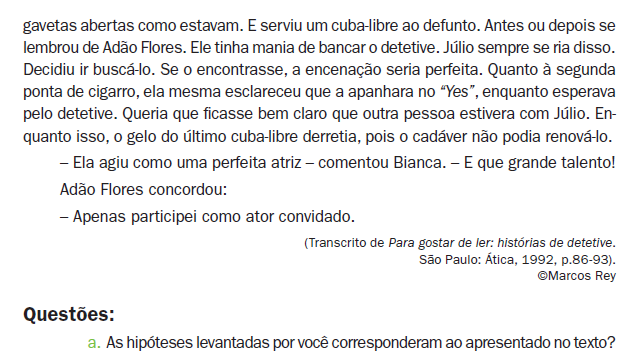 gavetas abertas como estavam. E serviu um cuba-libre ao defunto. Antes ou depois se
lembrou de Adão Flores. Ele tinha mania de bancar o detetive. Júlio sempre se ria disso.
Decidiu ir buscá-lo. Se o encontrasse, a encenação seria perfeita. Quanto à segunda
ponta de cigarro, ela mesma esclareceu que a apanhara no “Yes”, enquanto esperava
pelo detetive. Queria que ficasse bem claro que outra pessoa estivera com Júlio. En-
quanto isso, o gelo do último cuba-libre derretia, pois o cadáver não podia renová-lo.
– Ela agiu como uma perfeita atriz – comentou Bianca. – E que grande talento!
Adão Flores concordou:
– Apenas participei como ator convidado.
(Transcrito de Para gostar de ler: histórias de detetive.
São Paulo: Ática, 1992, p.86-93).
©Marcos Rey
Questões:
a. As hipóteses levantadas por você corresponderam ao apresentado no texto?